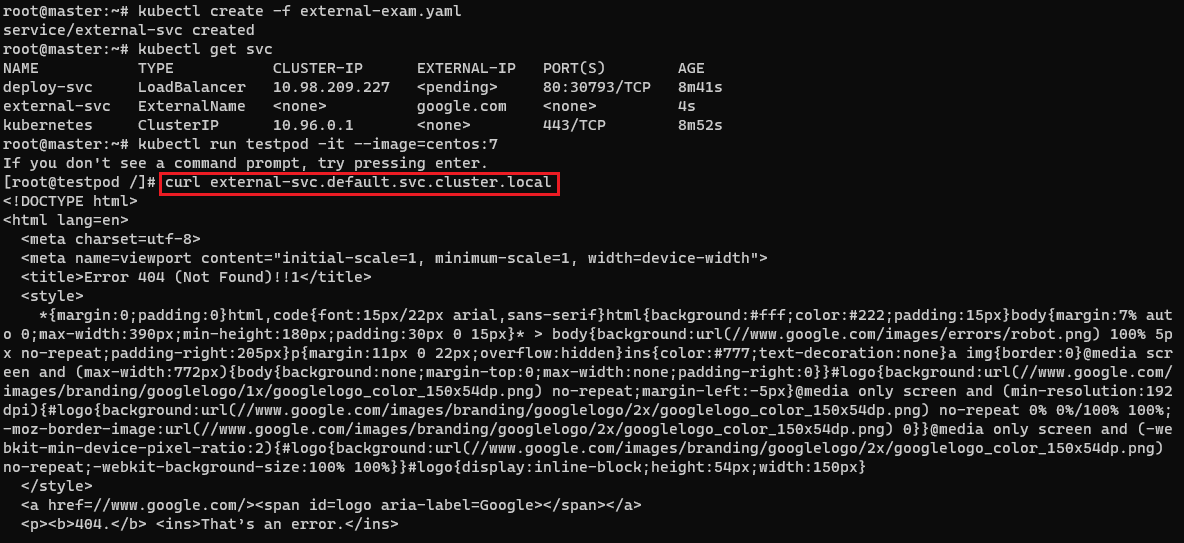 root@master:~# kubectl create -f external-exam.yaml
service/external-svc created
root@master:~# kubectl get svc
NAME           TYPE           CLUSTER-IP      EXTERNAL-IP   PORT(S)        AGE
deploy-svc     LoadBalancer   10.98.209.227   <pending>     80:30793/TCP   8m41s
external-svc   ExternalName   <none>          google.com    <none>         4s
kubernetes     ClusterIP      10.96.0.1       <none>        443/TCP        8m52s
root@master:~# kubectl run testpod -it --image=centos:7
If you don't see a command prompt, try pressing enter.
[root@testpod /]# curl external-svc.default.svc.cluster.local
<!DOCTYPE html>
<html lang=en>
  <meta charset=utf-8>
  <meta name=viewport content="initial-scale=1, minimum-scale=1, width=device-width">
  <title>Error 404 (Not Found)!!1</title>
  <style>
    *{margin:0;padding:0}html,code{font:15px/22px arial,sans-serif}html{background:#fff;color:#222;padding:15px}body{margin:7% aut
o 0;max-width:390px;min-height:180px;padding:30px 0 15px}* > body{background:url(//www.google.com/images/errors/robot.png) 100% 5p
x no-repeat;padding-right:205px}p{margin:11px 0 22px;overflow:hidden}ins{color:#777;text-decoration:none}a img{border:0}@media scr
een and (max-width:772px){body{background:none;margin-top:0;max-width:none;padding-right:0}}#logo{background:url(//www.google.com/
images/branding/googlelogo/1x/googlelogo_color_150x54dp.png) no-repeat;margin-left:-5px}@media only screen and (min-resolution:192
dpi){#logo{background:url(//www.google.com/images/branding/googlelogo/2x/googlelogo_color_150x54dp.png) no-repeat 0% 0%/100% 100%;
-moz-border-image:url(//www.google.com/images/branding/googlelogo/2x/googlelogo_color_150x54dp.png) 0}}@media only screen and (-we
bkit-min-device-pixel-ratio:2){#logo{background:url(//www.google.com/images/branding/googlelogo/2x/googlelogo_color_150x54dp.png)
no-repeat;-webkit-background-size:100% 100%}}#logo{display:inline-block;height:54px;width:150px}
  </style>
  <a href=//www.google.com/><span id=logo aria-label=Google></span></a>
  <p><b>404.</b> <ins>That’s an error.</ins>